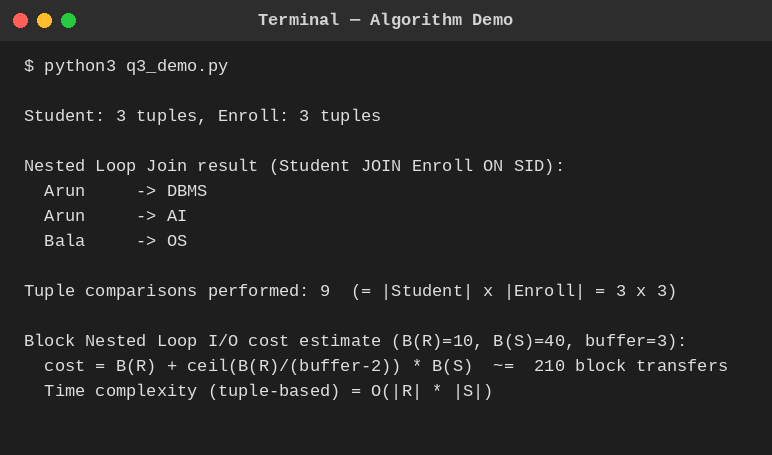 Terminal — Algorithm Demo
$ python3 q3_demo.py
Student: 3 tuples, Enroll: 3 tuples
Nested Loop Join result (Student JOIN Enroll ON SID):
Arun     -> DBMS
Arun     -> AI
Bala     -> OS
Tuple comparisons performed: 9  (= |Student| x |Enroll| = 3 x 3)
Block Nested Loop I/O cost estimate (B(R)=10, B(S)=40, buffer=3):
cost = B(R) + ceil(B(R)/(buffer-2)) * B(S)  ~=  210 block transfers
Time complexity (tuple-based) = O(|R| * |S|)